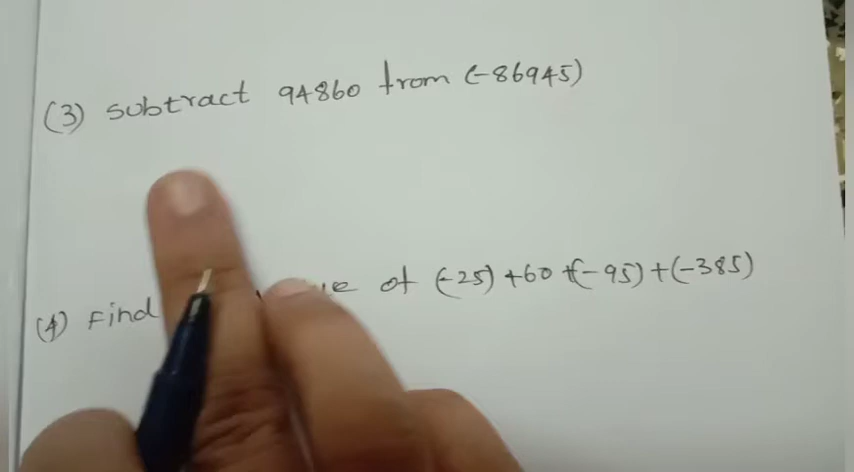 (3) subtract 94860 from (-86945)
(4) Find of (-25) +60 +(-95) +(-385)